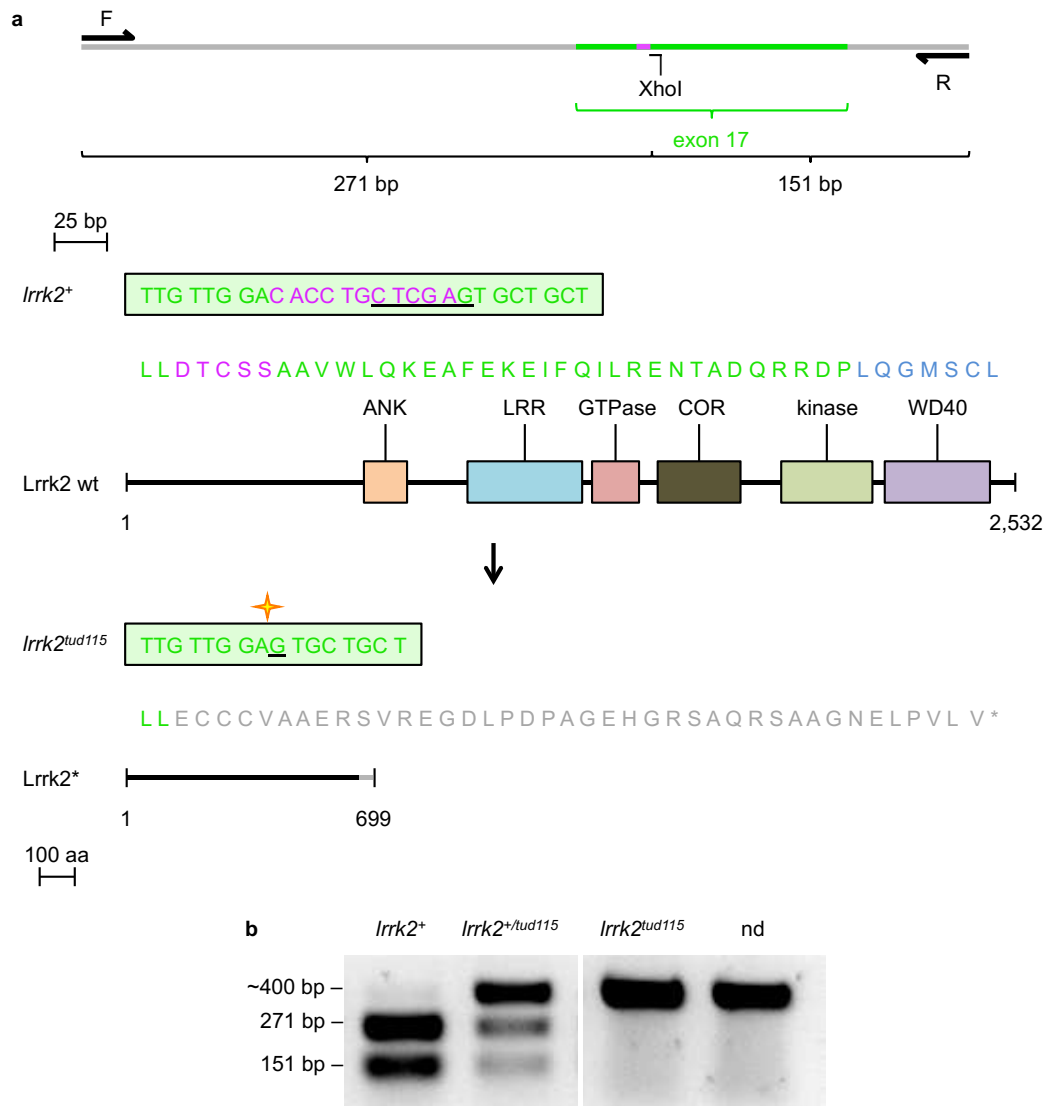 a
F
XhoI
R
exon 17
271 bp
151 bp
25 bp
lrrk2+
TTG TTG GAC ACC TGC TCG AGT GCT GCT
L L D T C S S A A V W L Q K E A F E K E I F Q I L R E N T A D Q R R D P L Q G M S C L
ANK LRR GTPase COR kinase WD40
Lrrk2 wt
1
2,532
lrrk2tud115
TTG TTG GAG TGC TGC T
L L E C C C V A A E R S V R E G D L P D P A G E H G R S A Q R S A A G N E L P V L V *
Lrrk2*
1 699
100 aa
b
lrrk2+ lrrk2+/tud115 lrrk2tud115 nd
~400 bp
271 bp
151 bp